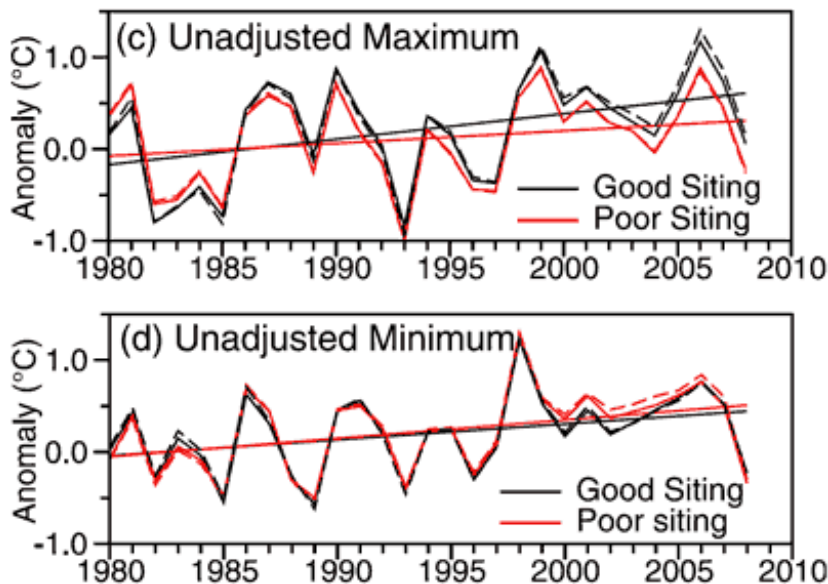 (c) Unadjusted Maximum
Anomaly (°C)
1.0
0.0
-1.0
Good Siting
Poor Siting
1980 1985 1990 1995 2000 2005 2010
(d) Unadjusted Minimum
Anomaly (°C)
1.0
0.0
-1.0
Good Siting
Poor siting
1980 1985 1990 1995 2000 2005 2010